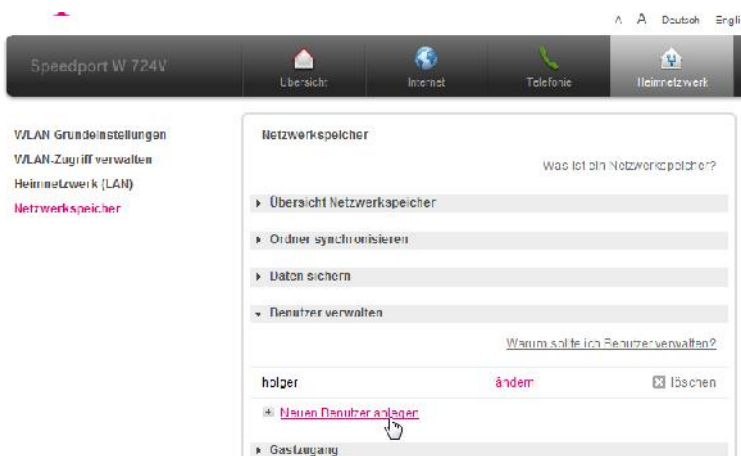 A A Deutsch Engli
Speedport W 724V
Übersicht Internet Telefonie Heimnetzwerk
WLAN Grundeinstellungen
WLAN-Zugriff verwalten
Heimnetzwerk (LAN)
Netzwerkspeicher
Netzwerkspeicher
Was ist ein Netzwerkspeicher?
Übersicht Netzwerkspeicher
Ordner synchronisieren
Daten sichern
Benutzer verwalten
Warum sollte ich Benutzer verwalten?
holger ändern löschen
Neuen Benutzer anlegen
Gastzugang